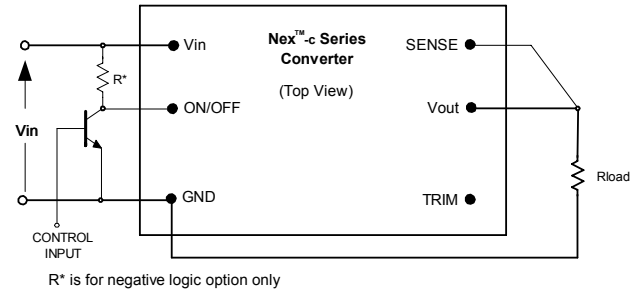 Nex™-c Series
Converter
(Top View)
Vin
SENSE
R*
ON/OFF
Vout
Vin
Rload
GND
TRIM
CONTROL
INPUT
R* is for negative logic option only